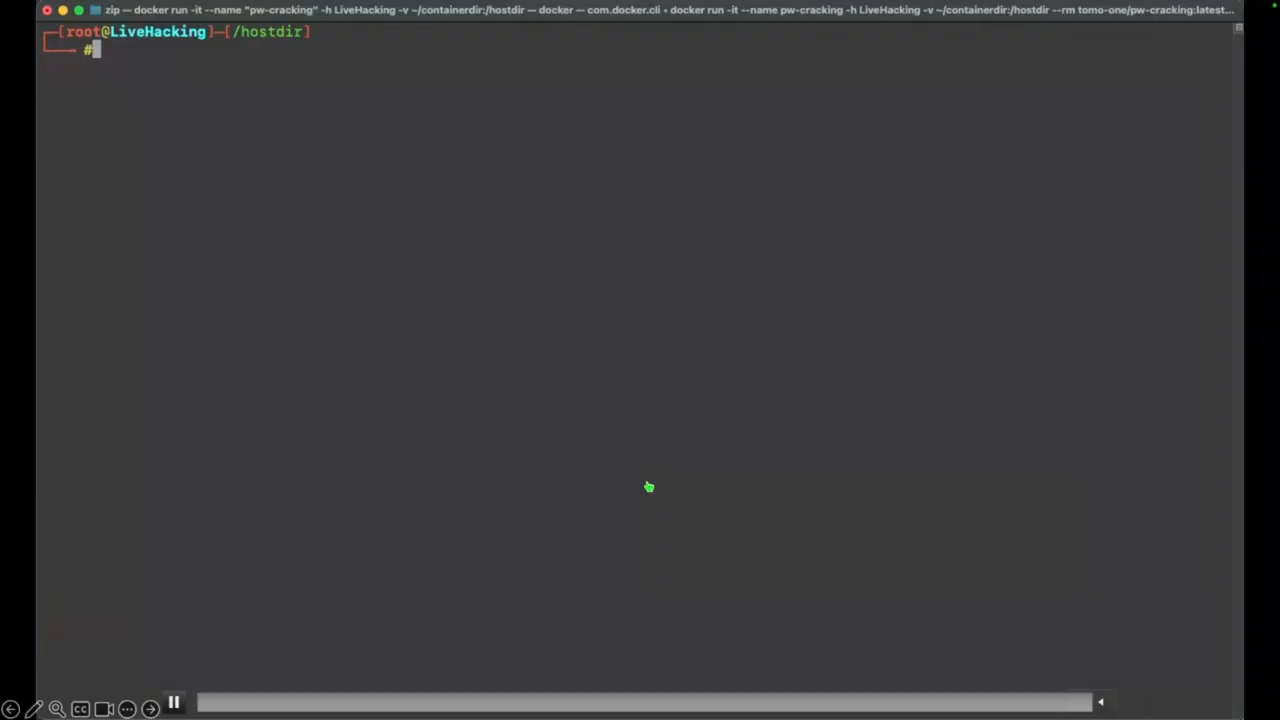 zip — docker run -it --name "pw-cracking" -h LiveHacking -v ~/containerdir:/hostdir — docker — com.docker.cli • docker run -it --name pw-cracking -h LiveHacking -v ~/containerdir:/hostdir --rm tomo-one/pw-cracking:latest...
[root@LiveHacking]—[/hostdir]
#
CC